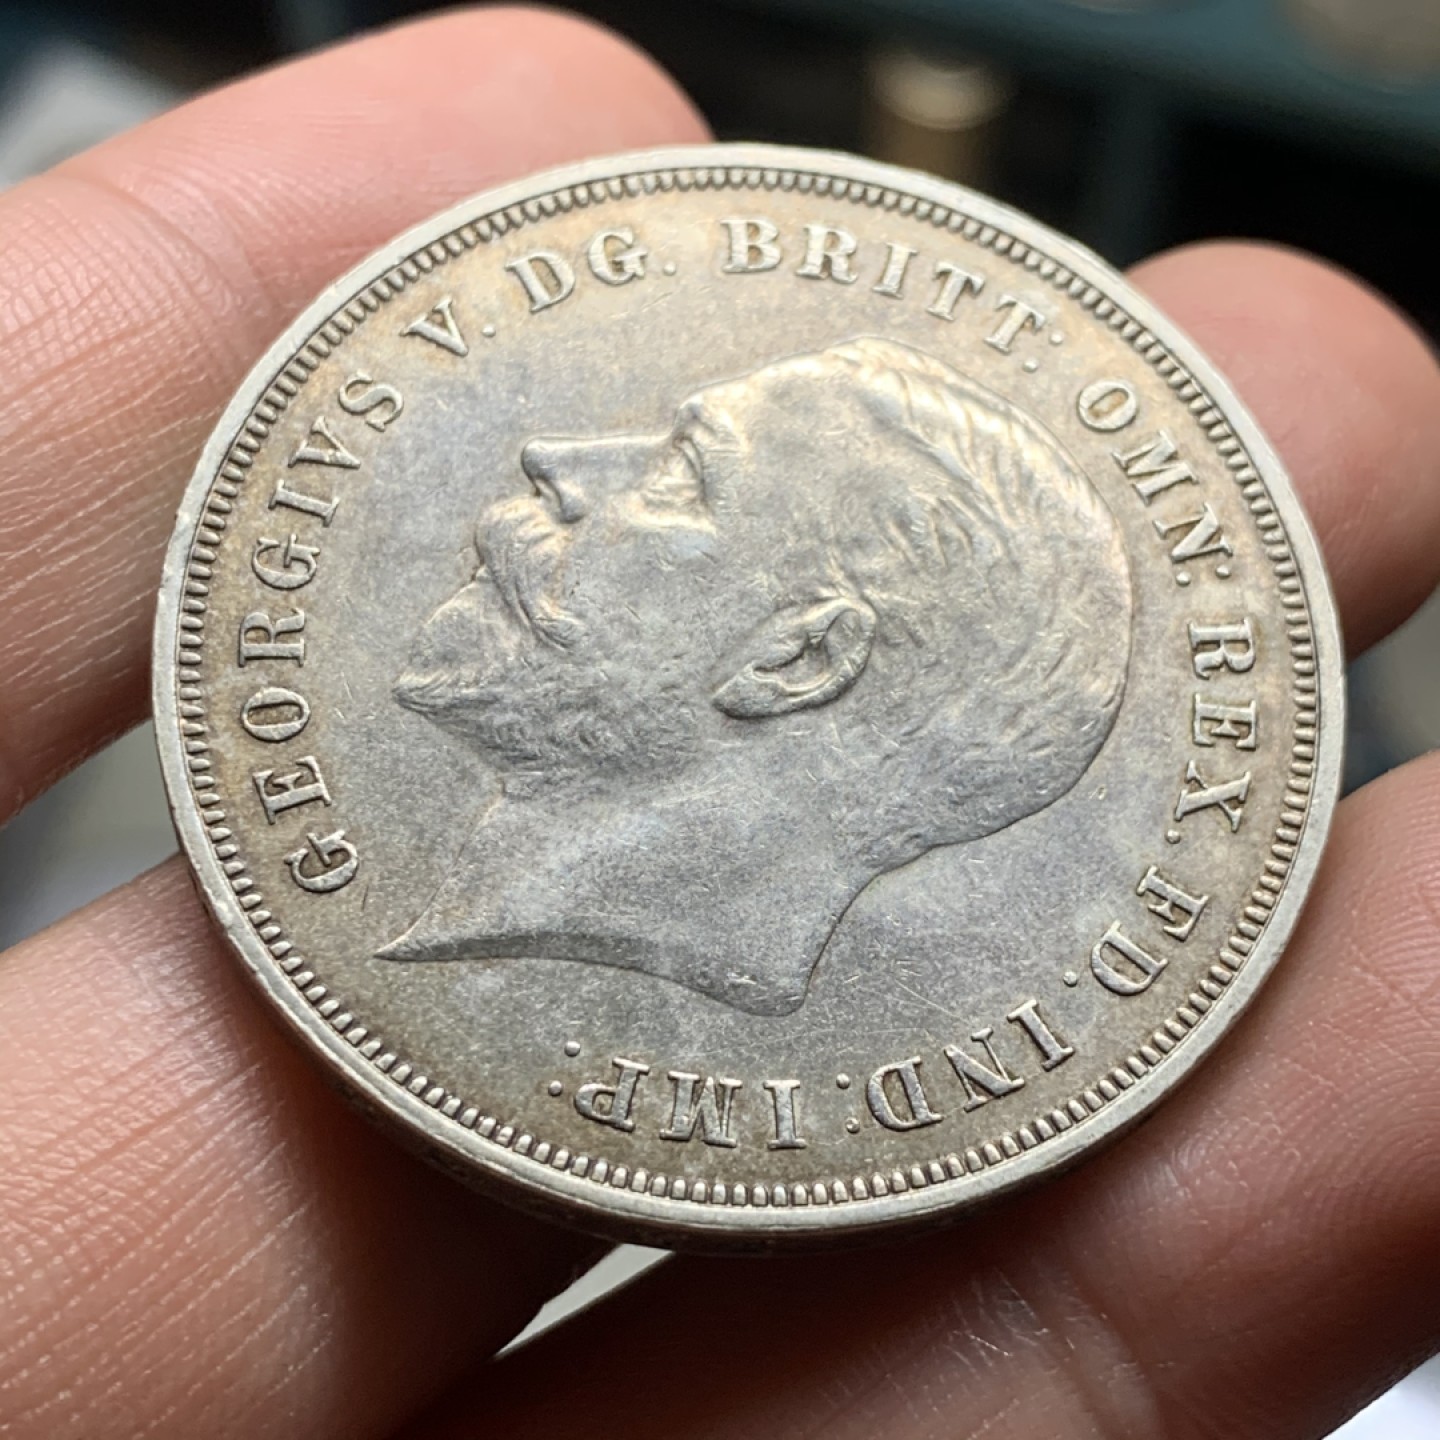 GEORGIVS V. DG. BRITT: OMN: REX. FD. IND: IMP: